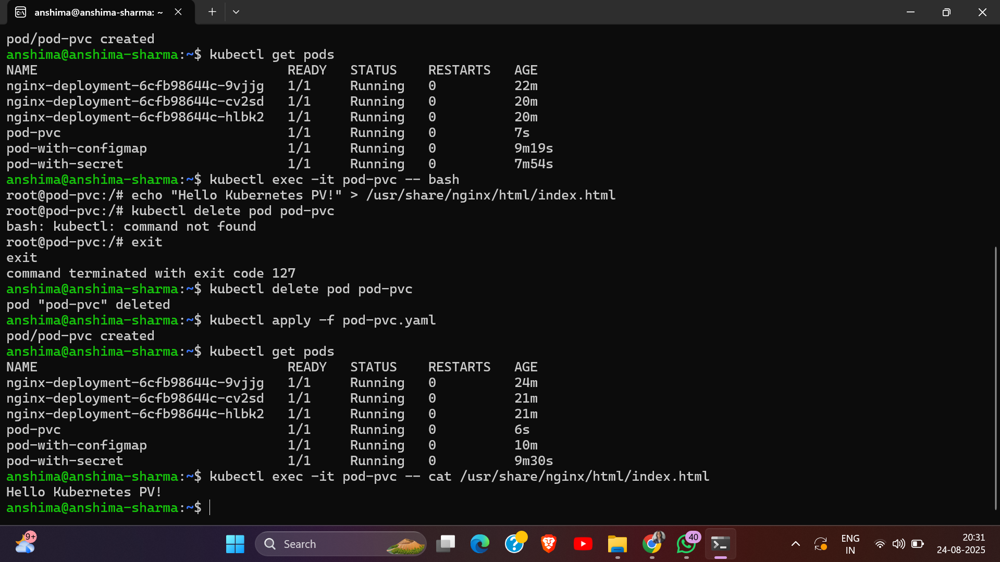 anshima@anshima-sharma: ~
pod/pod-pvc created
anshima@anshima-sharma:~$ kubectl get pods
NAME                                READY   STATUS    RESTARTS   AGE
nginx-deployment-6cfb98644c-9vjjg   1/1     Running   0          22m
nginx-deployment-6cfb98644c-cv2sd   1/1     Running   0          20m
nginx-deployment-6cfb98644c-hlbk2   1/1     Running   0          20m
pod-pvc                             1/1     Running   0          7s
pod-with-configmap                  1/1     Running   0          9m19s
pod-with-secret                     1/1     Running   0          7m54s
anshima@anshima-sharma:~$ kubectl exec -it pod-pvc -- bash
root@pod-pvc:/# echo "Hello Kubernetes PV!" > /usr/share/nginx/html/index.html
root@pod-pvc:/# kubectl delete pod pod-pvc
bash: kubectl: command not found
root@pod-pvc:/# exit
exit
command terminated with exit code 127
anshima@anshima-sharma:~$ kubectl delete pod pod-pvc
pod "pod-pvc" deleted
anshima@anshima-sharma:~$ kubectl apply -f pod-pvc.yaml
pod/pod-pvc created
anshima@anshima-sharma:~$ kubectl get pods
NAME                                READY   STATUS    RESTARTS   AGE
nginx-deployment-6cfb98644c-9vjjg   1/1     Running   0          24m
nginx-deployment-6cfb98644c-cv2sd   1/1     Running   0          21m
nginx-deployment-6cfb98644c-hlbk2   1/1     Running   0          21m
pod-pvc                             1/1     Running   0          6s
pod-with-configmap                  1/1     Running   0          10m
pod-with-secret                     1/1     Running   0          9m30s
anshima@anshima-sharma:~$ kubectl exec -it pod-pvc -- cat /usr/share/nginx/html/index.html
Hello Kubernetes PV!
anshima@anshima-sharma:~$
9+
Search
40
ENG
IN
20:31
24-08-2025